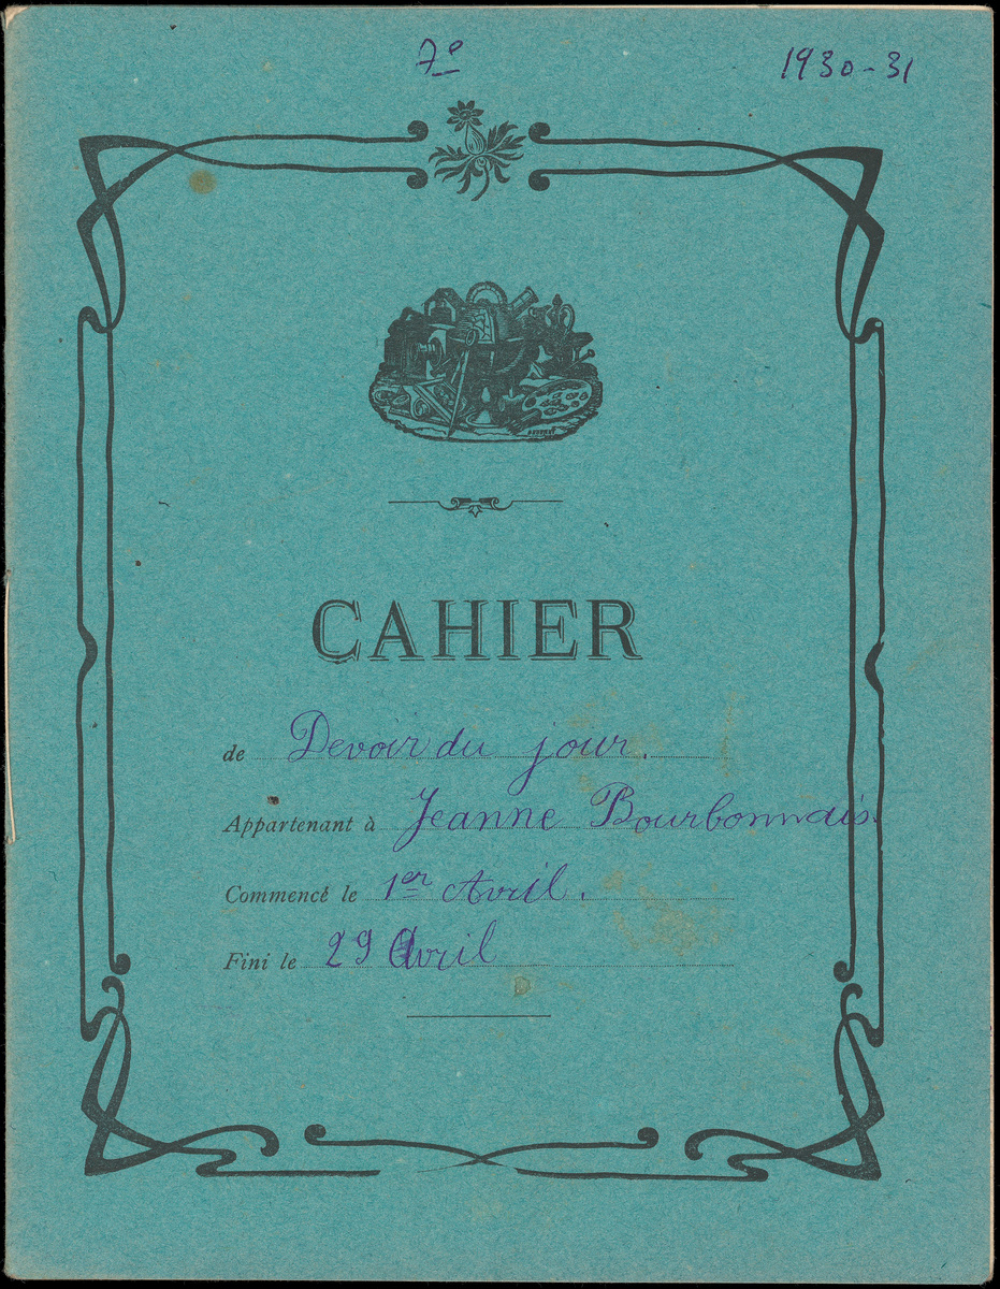 7e
1930-31
CAHIER
de Devoir du jour.
Appartenant à Jeanne Bourbonnais.
Commencé le 1er Avril.
Fini le 29 Avril